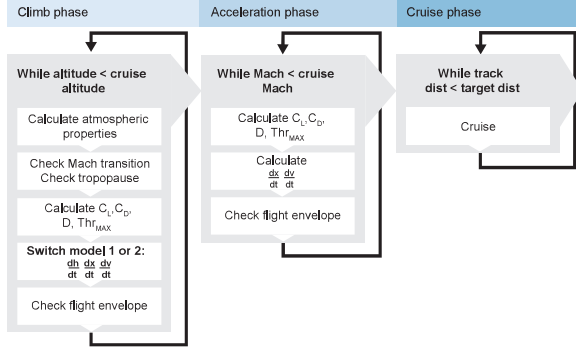 Climb phase
While altitude < cruise
altitude
Calculate atmospheric
properties
Check Mach transition
Check tropopause
Calculate C_L, C_D,
D, Thr_MAX
Switch model 1 or 2:
dh/dt dx/dt dv/dt
Check flight envelope
Acceleration phase
While Mach < cruise
Mach
Calculate C_L, C_D,
D, Thr_MAX
Calculate
dx/dt dv/dt
Check flight envelope
Cruise phase
While track
dist < target dist
Cruise